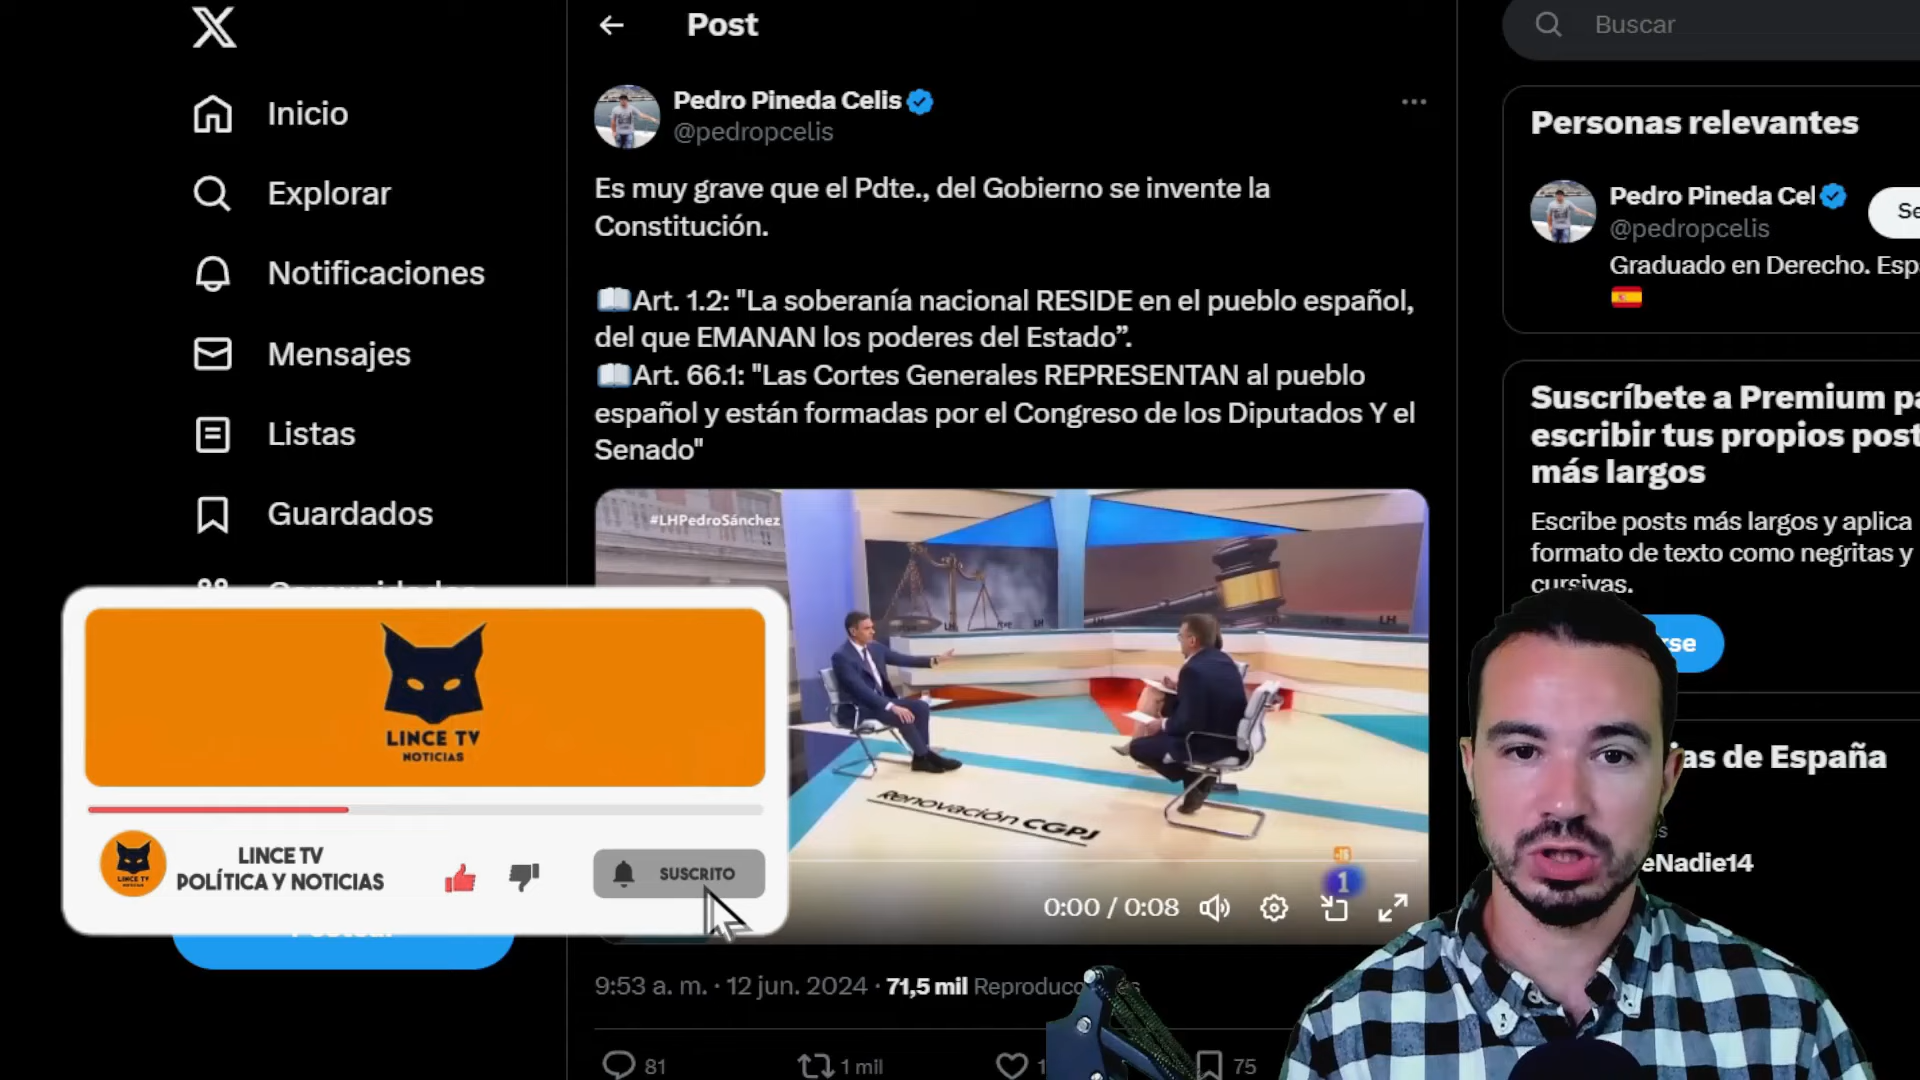 Inicio
Explorar
Notificaciones
Mensajes
Listas
Guardados
Post
Pedro Pineda Celis
@pedropcelis
Es muy grave que el Pdte., del Gobierno se invente la
Constitución.
Art. 1.2: "La soberanía nacional RESIDE en el pueblo español,
del que EMANAN los poderes del Estado”.
Art. 66.1: "Las Cortes Generales REPRESENTAN al pueblo
español y están formadas por el Congreso de los Diputados Y el
Senado"
#LHPedroSánchez
Renovación CGPJ
1
0:00 / 0:08
9:53 a. m. · 12 jun. 2024 · 71,5 mil
81
1 mil
75
LINCE TV
NOTICIAS
LINCE TV
POLÍTICA Y NOTICIAS
SUSCRITO
Buscar
Personas relevantes
Pedro Pineda Cel
@pedropcelis
Graduado en Derecho.
Suscríbete a Premium
escribir tus propios
más largos
Escribe posts más largos y aplica
formato de texto como negritas y
cursivas.
de España